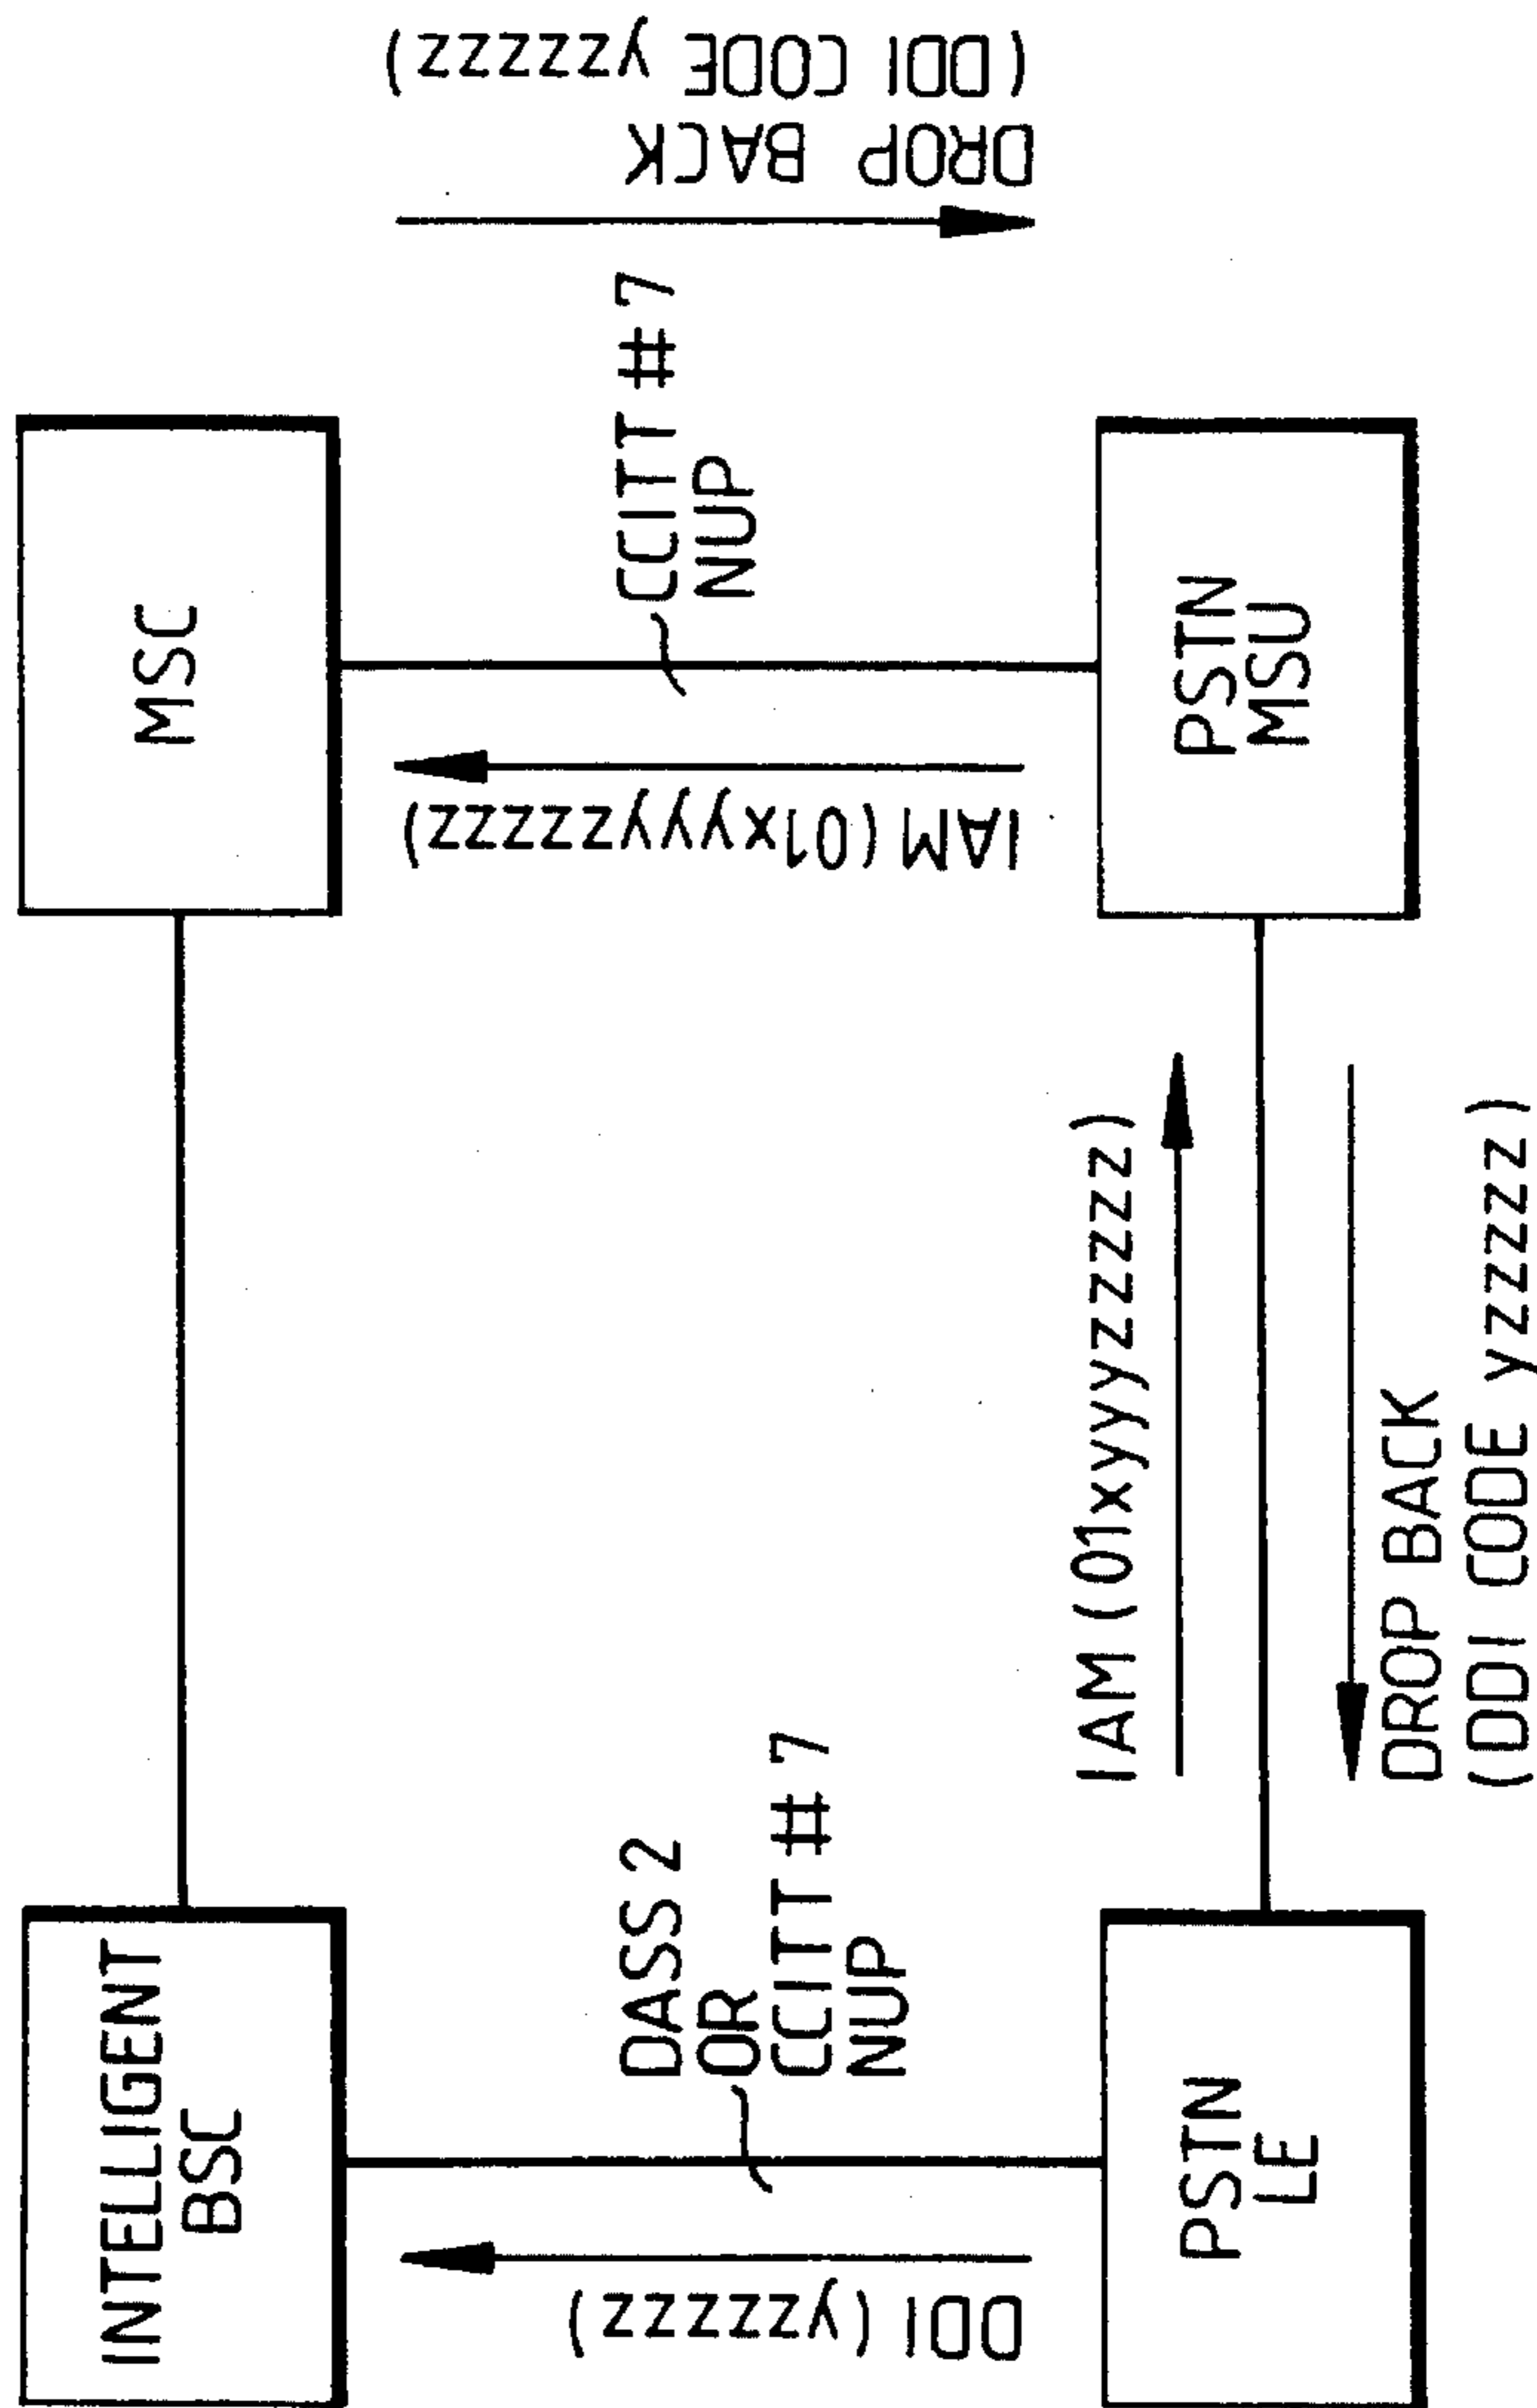 INTELLIGENT
BSC
MSC
DDI (yzzzzz)
DASS 2
OR
CCITT # 7
NUP
IAM (01xyyyzzzzz)
CCITT # 7
NUP
DROP BACK
(DDI CODE yzzzzz)
IAM (01xyyyzzzzz)
PSTN
LE
PSTN
MSU
DROP BACK
(DDI CODE yzzzzz)